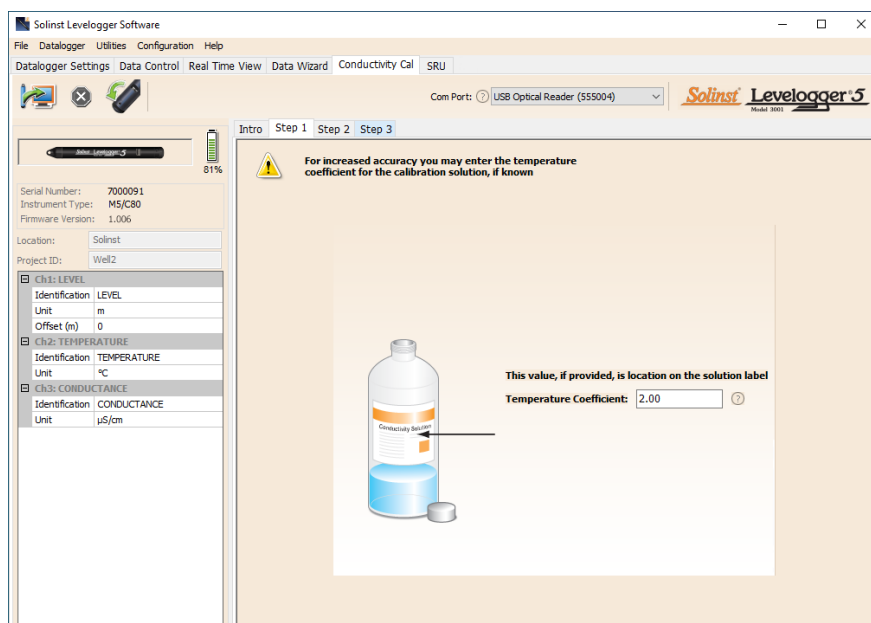 Solinst Levelogger Software
File Datalogger Utilities Configuration Help
Datalogger Settings Data Control Real Time View Data Wizard Conductivity Cal SRU
Com Port: ? USB Optical Reader (555004)
Solinst Levelogger 5
Model 3001
Intro Step 1 Step 2 Step 3
Solinst Levelogger 5
81%
For increased accuracy you may enter the temperature
coefficient for the calibration solution, if known
Serial Number: 7000091
Instrument Type: M5/C80
Firmware Version: 1.006
Location: Solinst
Project ID: Well2
Ch1: LEVEL
Identification LEVEL
Unit m
Offset (m) 0
Ch2: TEMPERATURE
Identification TEMPERATURE
Unit °C
Ch3: CONDUCTANCE
Identification CONDUCTANCE
Unit µS/cm
This value, if provided, is location on the solution label
Temperature Coefficient: 2.00 ?
Conductivity Solution